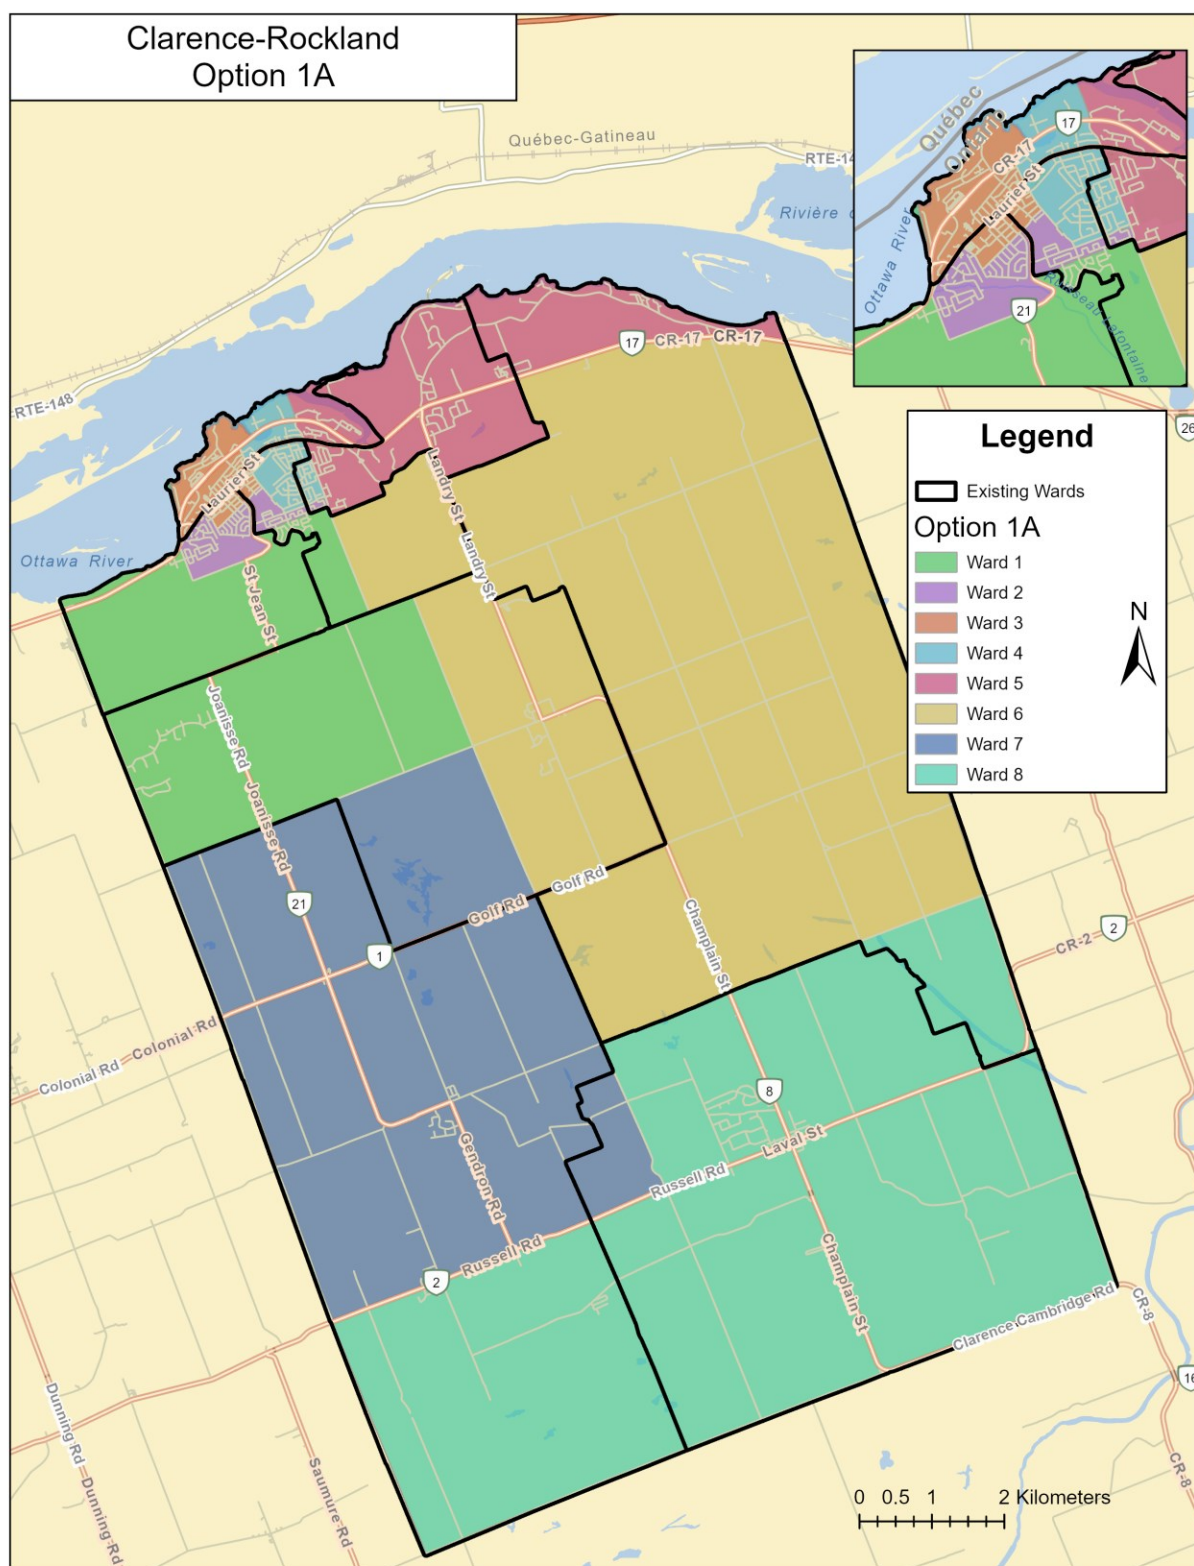 Clarence-Rockland
Option 1A
Québec-Gatineau
RTE-14
Rivière
RTE-148
Ottawa River
CR-17 CR-17
17
Laurier St
Landry St
Landry St
St Jean St
Joanisse Rd
Joanisse Rd
21
1
Golf Rd
Golf Rd
Colonial Rd
Colonial Rd
Champlain St
8
Laval St
Russell Rd
Gendron Rd
Russell Rd
2
Champlain St
Clarence Cambridge Rd
CR-8
16
CR-8
Dunning Rd
Dunning Rd
Saumure Rd
CR-2
2
26
Québec
Ontario
17
CR-17
Laurier St
Ottawa River
21
Ruisseau Lafontaine
Legend
Existing Wards
Option 1A
Ward 1
Ward 2
Ward 3
Ward 4
Ward 5
Ward 6
Ward 7
Ward 8
N
0 0.5 1 2 Kilometers